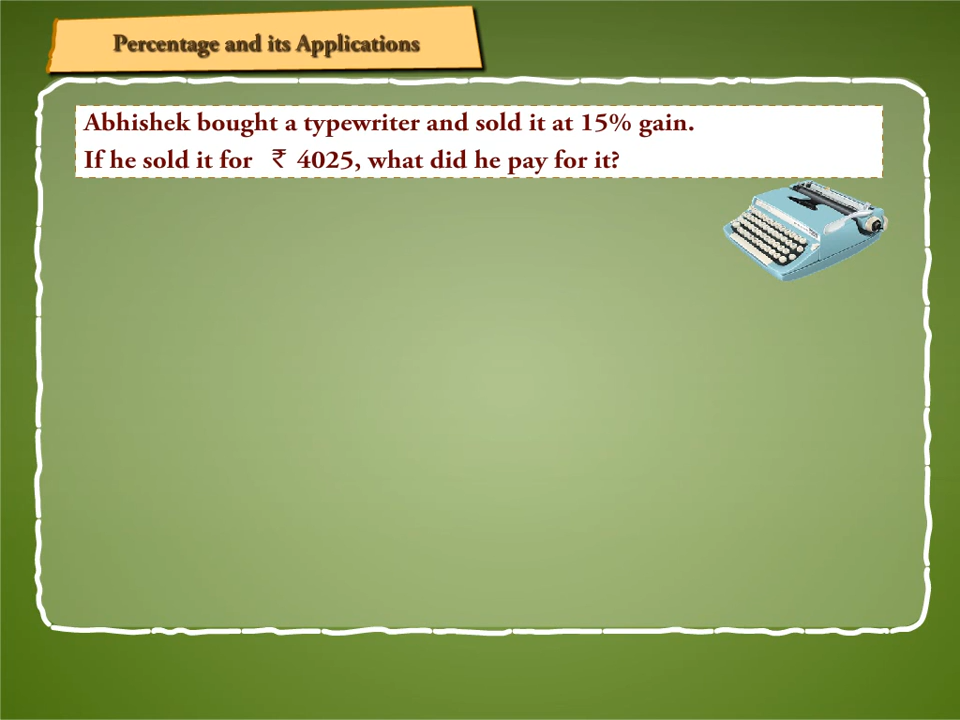 Percentage and its Applications
Abhishek bought a typewriter and sold it at 15% gain.
If he sold it for ₹ 4025, what did he pay for it?